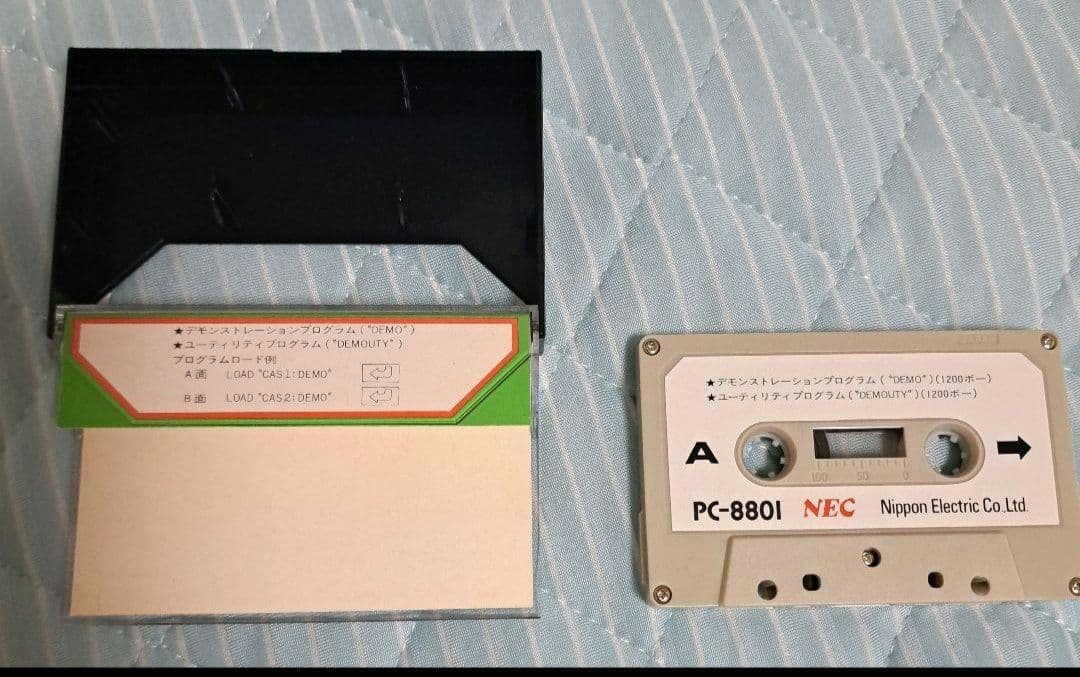 ★デモンストレーションプログラム("DEMO")
★ユーティリティプログラム("DEMOUTY")
プログラムロード例
A面 LOAD "CAS1:DEMO"
B面 LOAD "CAS2:DEMO"
★デモンストレーションプログラム("DEMO")(1200ボー)
★ユーティリティプログラム("DEMOUTY")(1200ボー)
A
100 50 0
PC-8801 NEC Nippon Electric Co.,Ltd.